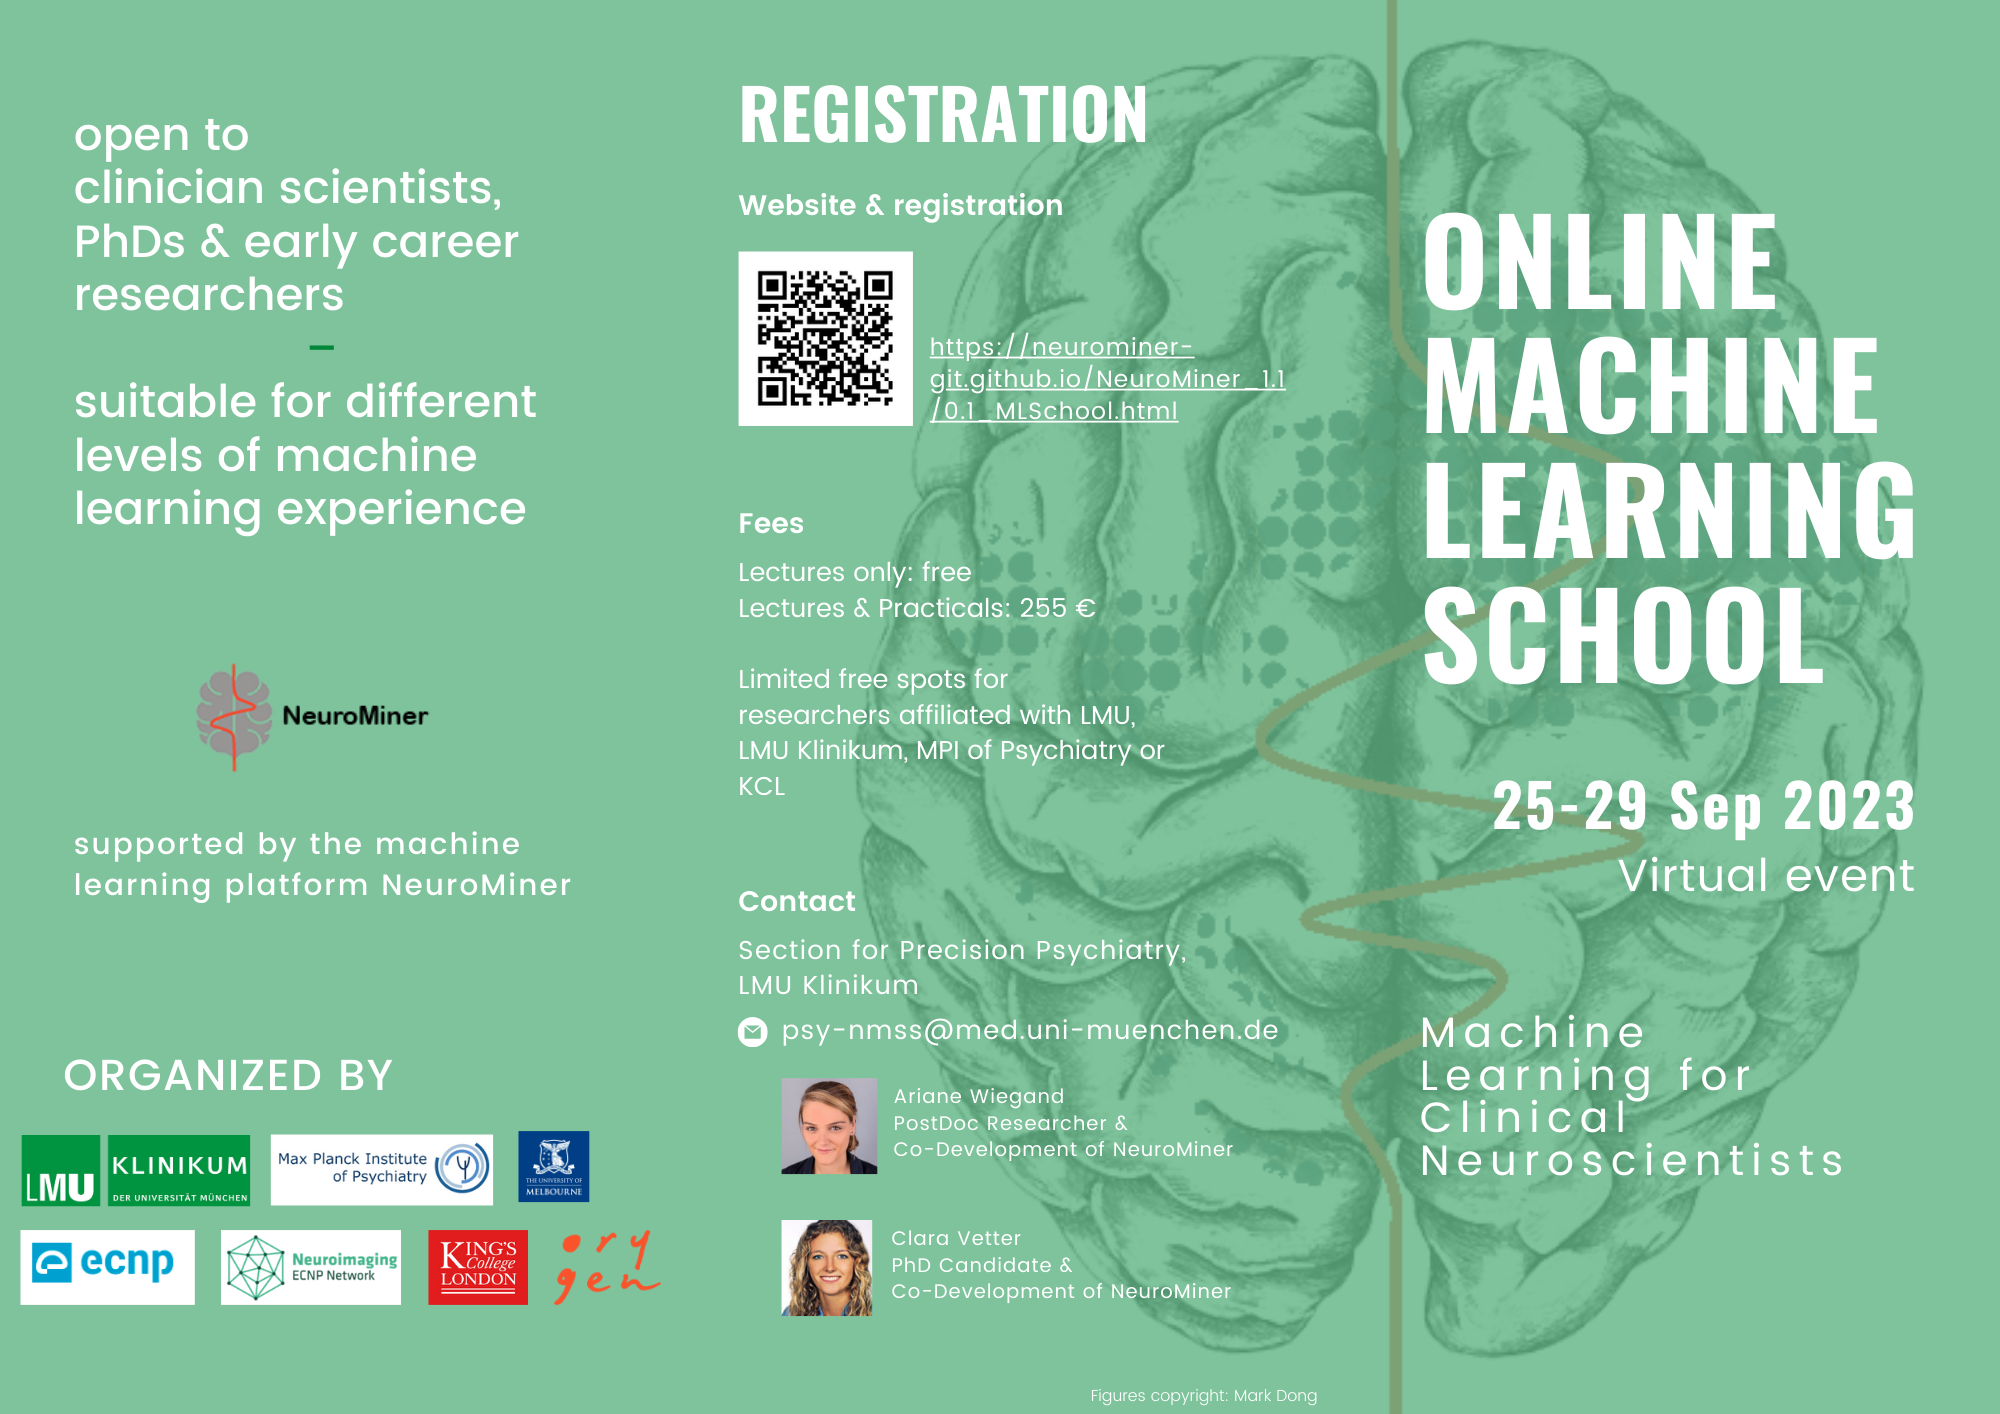 open to
clinician scientists,
PhDs & early career
researchers
–
suitable for different
levels of machine
learning experience
NeuroMiner
supported by the machine
learning platform NeuroMiner
ORGANIZED BY
LMU KLINIKUM
DER UNIVERSITÄT MÜNCHEN
Max Planck Institute
of Psychiatry
THE UNIVERSITY OF
MELBOURNE
ecnp
Neuroimaging
ECNP Network
KING'S
College
LONDON
ory
gen
REGISTRATION
Website & registration
https://neurominer-
git.github.io/NeuroMiner_1.1
/0.1_MLSchool.html
Fees
Lectures only: free
Lectures & Practicals: 255 €
Limited free spots for
researchers affiliated with LMU,
LMU Klinikum, MPI of Psychiatry or
KCL
Contact
Section for Precision Psychiatry,
LMU Klinikum
psy-nmss@med.uni-muenchen.de
Ariane Wiegand
PostDoc Researcher &
Co-Development of NeuroMiner
Clara Vetter
PhD Candidate &
Co-Development of NeuroMiner
Figures copyright: Mark Dong
ONLINE
MACHINE
LEARNING
SCHOOL
25-29 Sep 2023
Virtual event
Machine
Learning for
Clinical
Neuroscientists